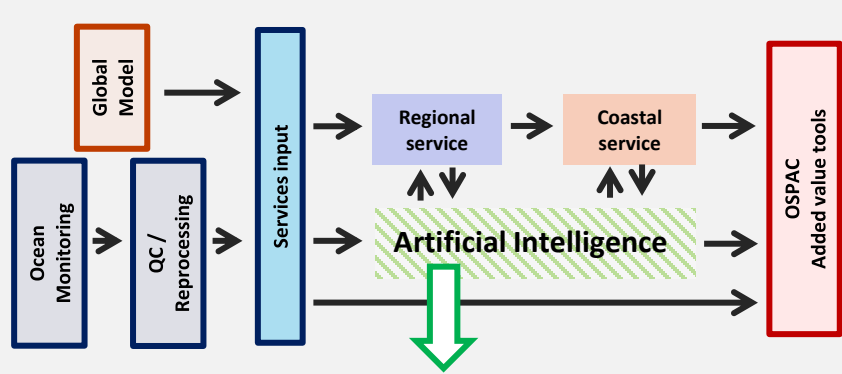 Global
Model
Ocean
Monitoring
QC /
Reprocessing
Services input
Regional
service
Coastal
service
Artificial Intelligence
OSPAC
Added value tools